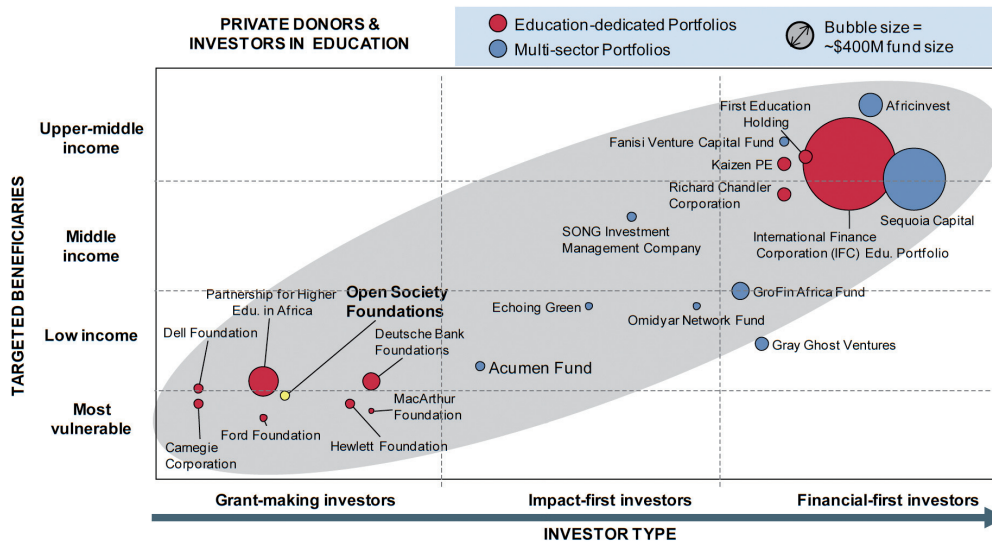 PRIVATE DONORS &
INVESTORS IN EDUCATION
Education-dedicated Portfolios
Multi-sector Portfolios
Bubble size =
~$400M fund size
TARGETED BENEFICIARIES
Upper-middle
income
Middle
income
Low income
Most
vulnerable
First Education
Holding
Africinvest
Fanisi Venture Capital Fund
Kaizen PE
Richard Chandler
Corporation
Sequoia Capital
SONG Investment
Management Company
International Finance
Corporation (IFC) Edu. Portfolio
Partnership for Higher
Edu. in Africa
Open Society
Foundations
GroFin Africa Fund
Echoing Green
Omidyar Network Fund
Dell Foundation
Deutsche Bank
Foundations
Gray Ghost Ventures
Acumen Fund
MacArthur
Foundation
Ford Foundation
Hewlett Foundation
Carnegie
Corporation
Grant-making investors
Impact-first investors
Financial-first investors
INVESTOR TYPE